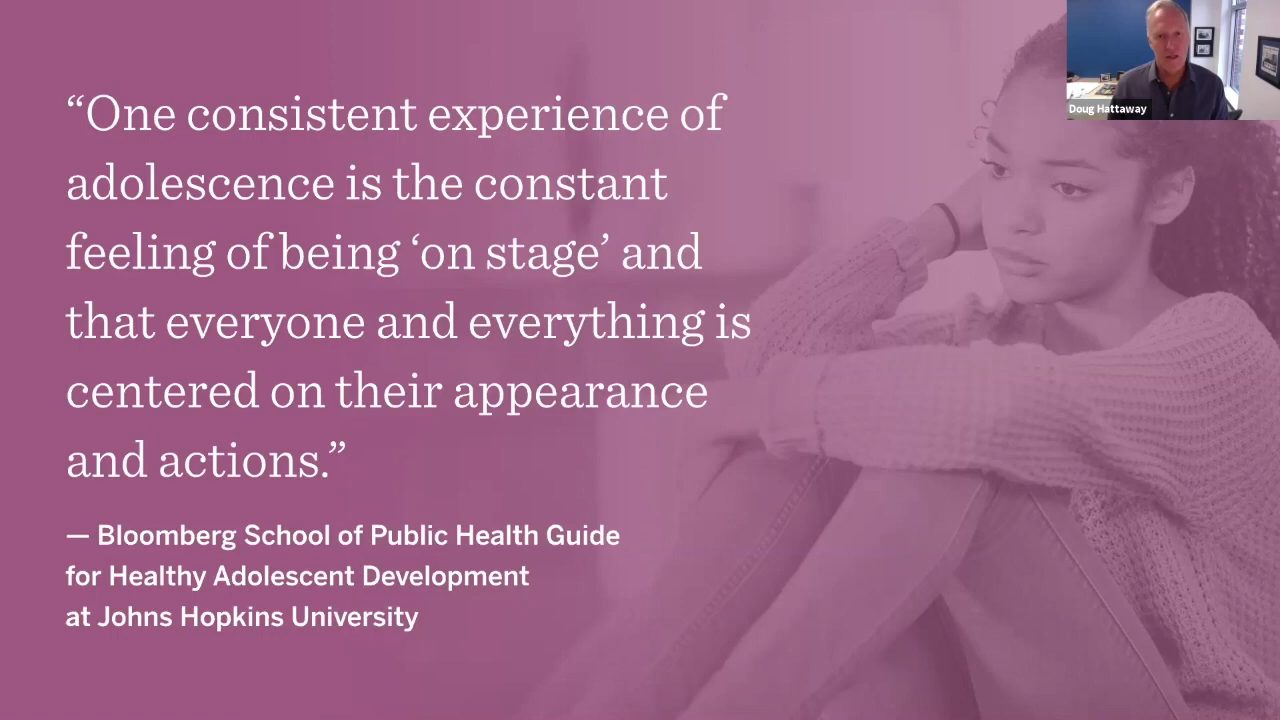 “One consistent experience of
adolescence is the constant
feeling of being ‘on stage’ and
that everyone and everything is
centered on their appearance
and actions.”
— Bloomberg School of Public Health Guide
for Healthy Adolescent Development
at Johns Hopkins University
Doug Hattaway